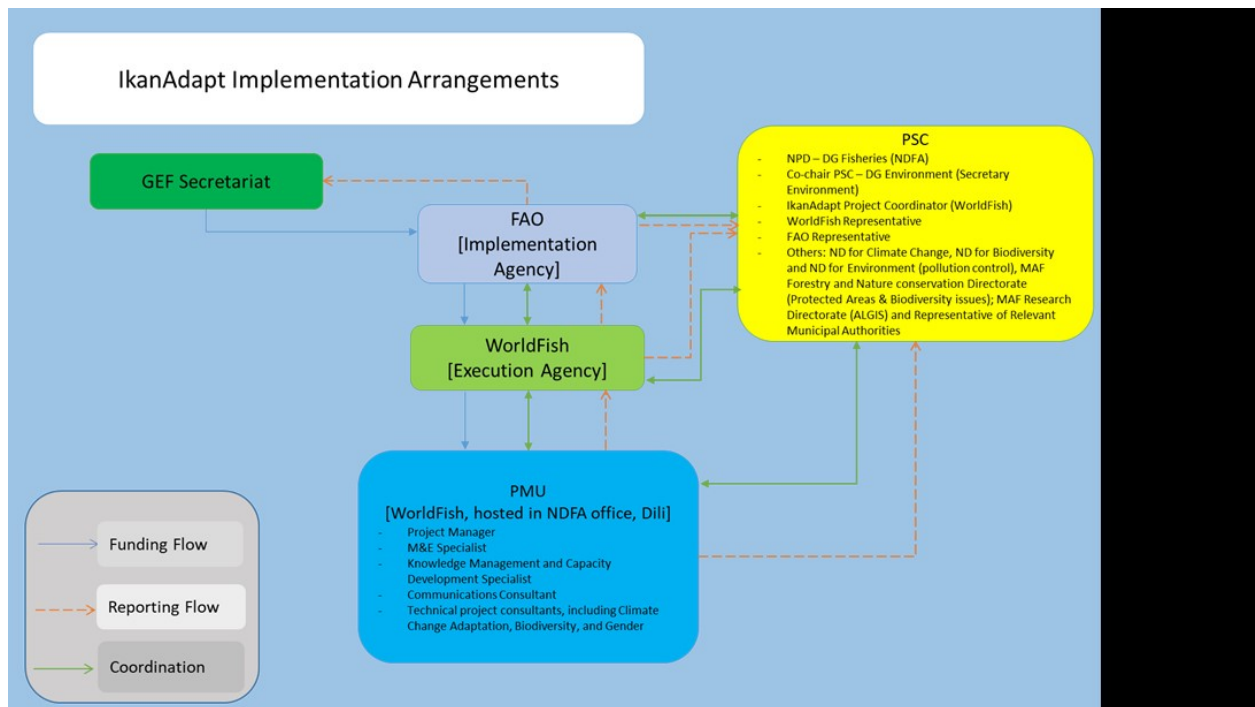 IkanAdapt Implementation Arrangements
GEF Secretariat
FAO
[Implementation
Agency]
WorldFish
[Execution Agency]
PSC
- NPD – DG Fisheries (NDFA)
- Co-chair PSC – DG Environment (Secretary
Environment)
- IkanAdapt Project Coordinator (WorldFish)
- WorldFish Representative
- FAO Representative
- Others: ND for Climate Change, ND for Biodiversity
and ND for Environment (pollution control), MAF
Forestry and Nature conservation Directorate
(Protected Areas & Biodiversity issues); MAF Research
Directorate (ALGIS) and Representative of Relevant
Municipal Authorities
PMU
[WorldFish, hosted in NDFA office, Dili]
- Project Manager
- M&E Specialist
- Knowledge Management and Capacity
Development Specialist
- Communications Consultant
- Technical project consultants, including Climate
Change Adaptation, Biodiversity, and Gender
Funding Flow
Reporting Flow
Coordination